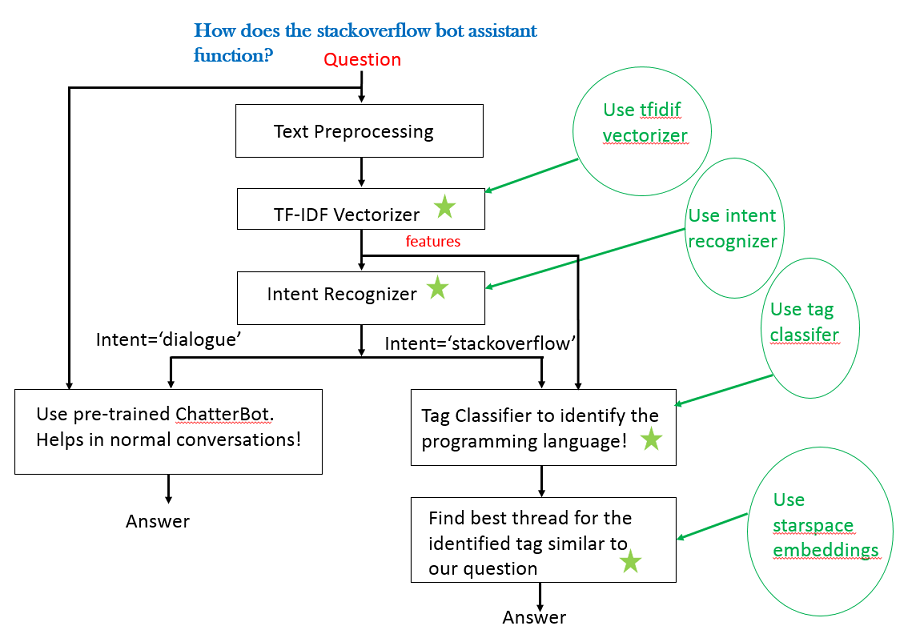 How does the stackoverflow bot assistant
function?
Question
Text Preprocessing
Use tfidif
vectorizer
TF-IDF Vectorizer
features
Use intent
recognizer
Intent Recognizer
Use tag
classifer
Intent=‘dialogue’
Intent=‘stackoverflow’
Use pre-trained ChatterBot.
Helps in normal conversations!
Tag Classifier to identify the
programming language!
Answer
Find best thread for the
identified tag similar to
our question
Use
starspace
embeddings
Answer